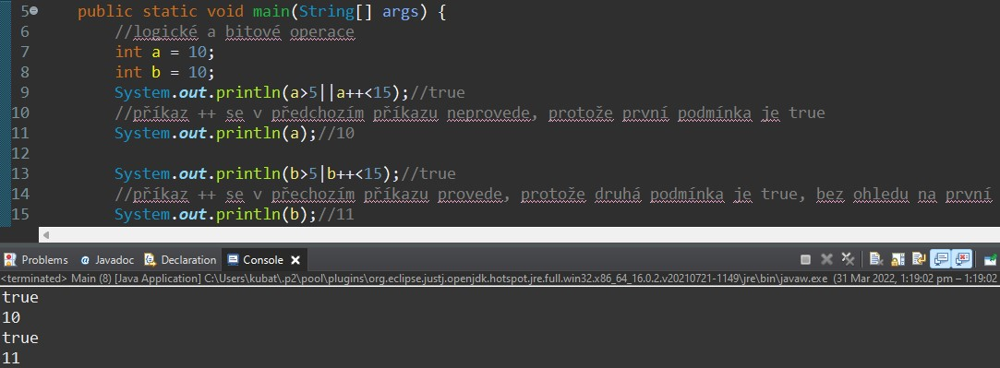 5 public static void main(String[] args) {
6 //logické a bitové operace
7 int a = 10;
8 int b = 10;
9 System.out.println(a>5||a++<15);//true
10 //příkaz ++ se v předchozím příkazu neprovede, protože první podmínka je true
11 System.out.println(a);//10
12
13 System.out.println(b>5|b++<15);//true
14 //příkaz ++ se v přechozím příkazu provede, protože druhá podmínka je true, bez ohledu na první
15 System.out.println(b);//11
Problems @ Javadoc Declaration Console
<terminated> Main (8) [Java Application] C:\Users\kubat\.p2\pool\plugins\org.eclipse.justj.openjdk.hotspot.jre.full.win32.x86_64_16.0.2.v20210721-1149\jre\bin\javaw.exe (31 Mar 2022, 1:19:02 pm – 1:19:02
true
10
true
11